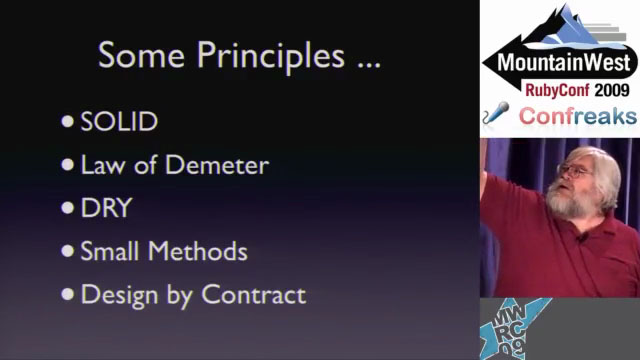 Some Principles ...
• SOLID
• Law of Demeter
• DRY
• Small Methods
• Design by Contract
MountainWest
RubyConf 2009
Confreaks
MW
RC
09